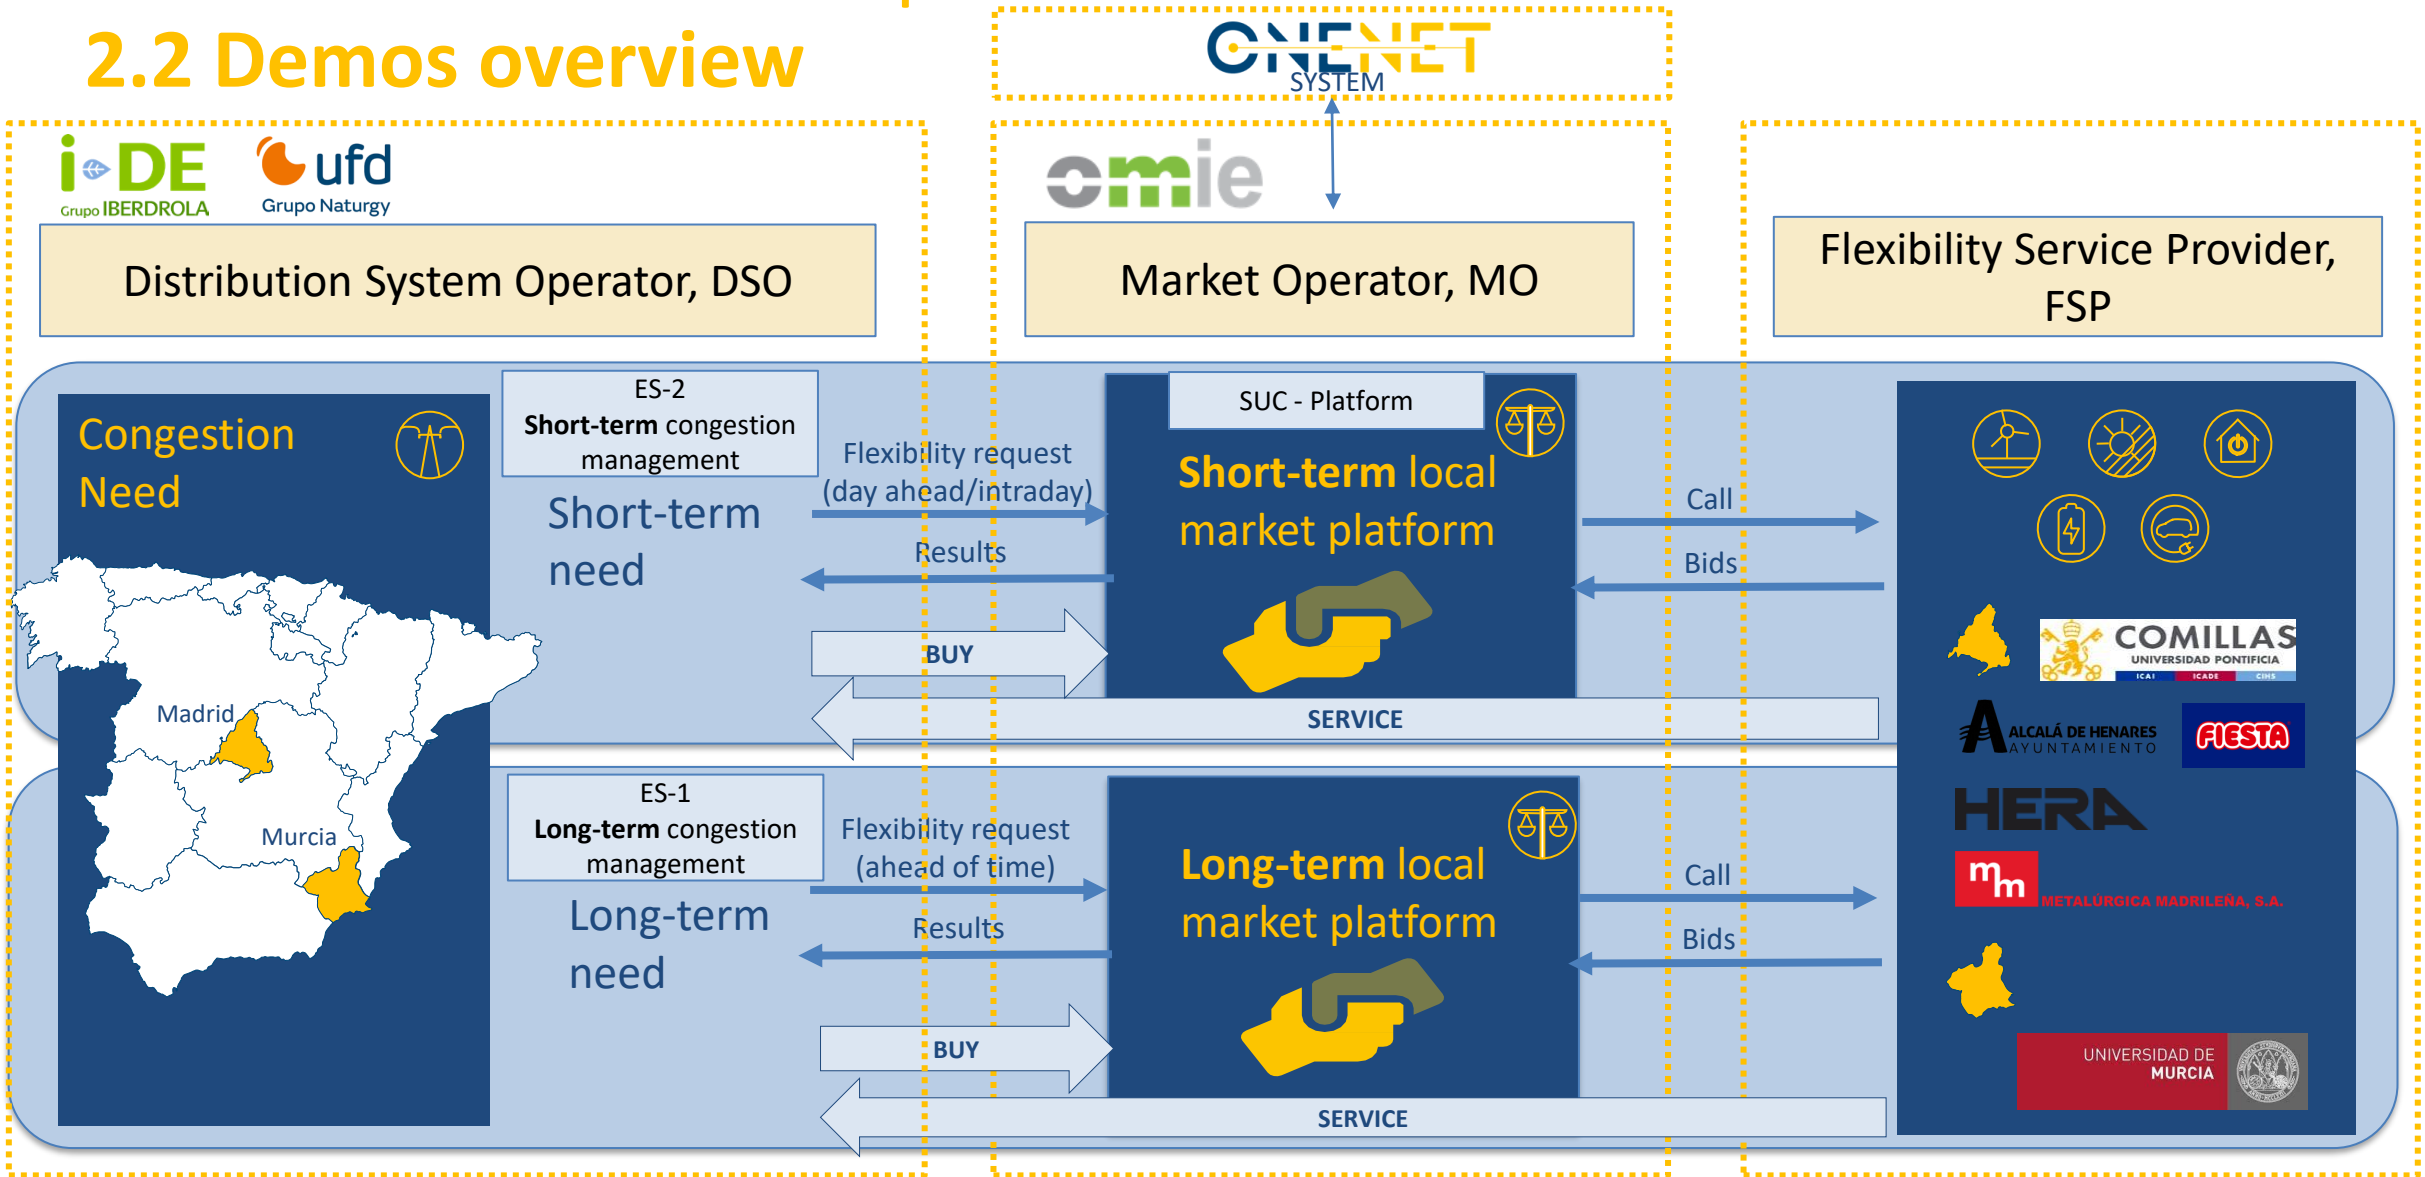 2.2 Demos overview
ONENET
SYSTEM
i-DE
Grupo IBERDROLA
ufd
Grupo Naturgy
omie
Distribution System Operator, DSO
Market Operator, MO
Flexibility Service Provider,
FSP
Congestion
Need
ES-2
Short-term congestion
management
Short-term
need
Flexibility request
(day ahead/intraday)
Results
BUY
SERVICE
SUC - Platform
Short-term local
market platform
Call
Bids
Madrid
Murcia
ES-1
Long-term congestion
management
Long-term
need
Flexibility request
(ahead of time)
Results
BUY
SERVICE
Long-term local
market platform
Call
Bids
COMILLAS
UNIVERSIDAD PONTIFICIA
ICAI ICADE CIHS
ALCALÁ DE HENARES
AYUNTAMIENTO
FIESTA
HERA
mm
METALÚRGICA MADRILEÑA, S.A.
UNIVERSIDAD DE
MURCIA